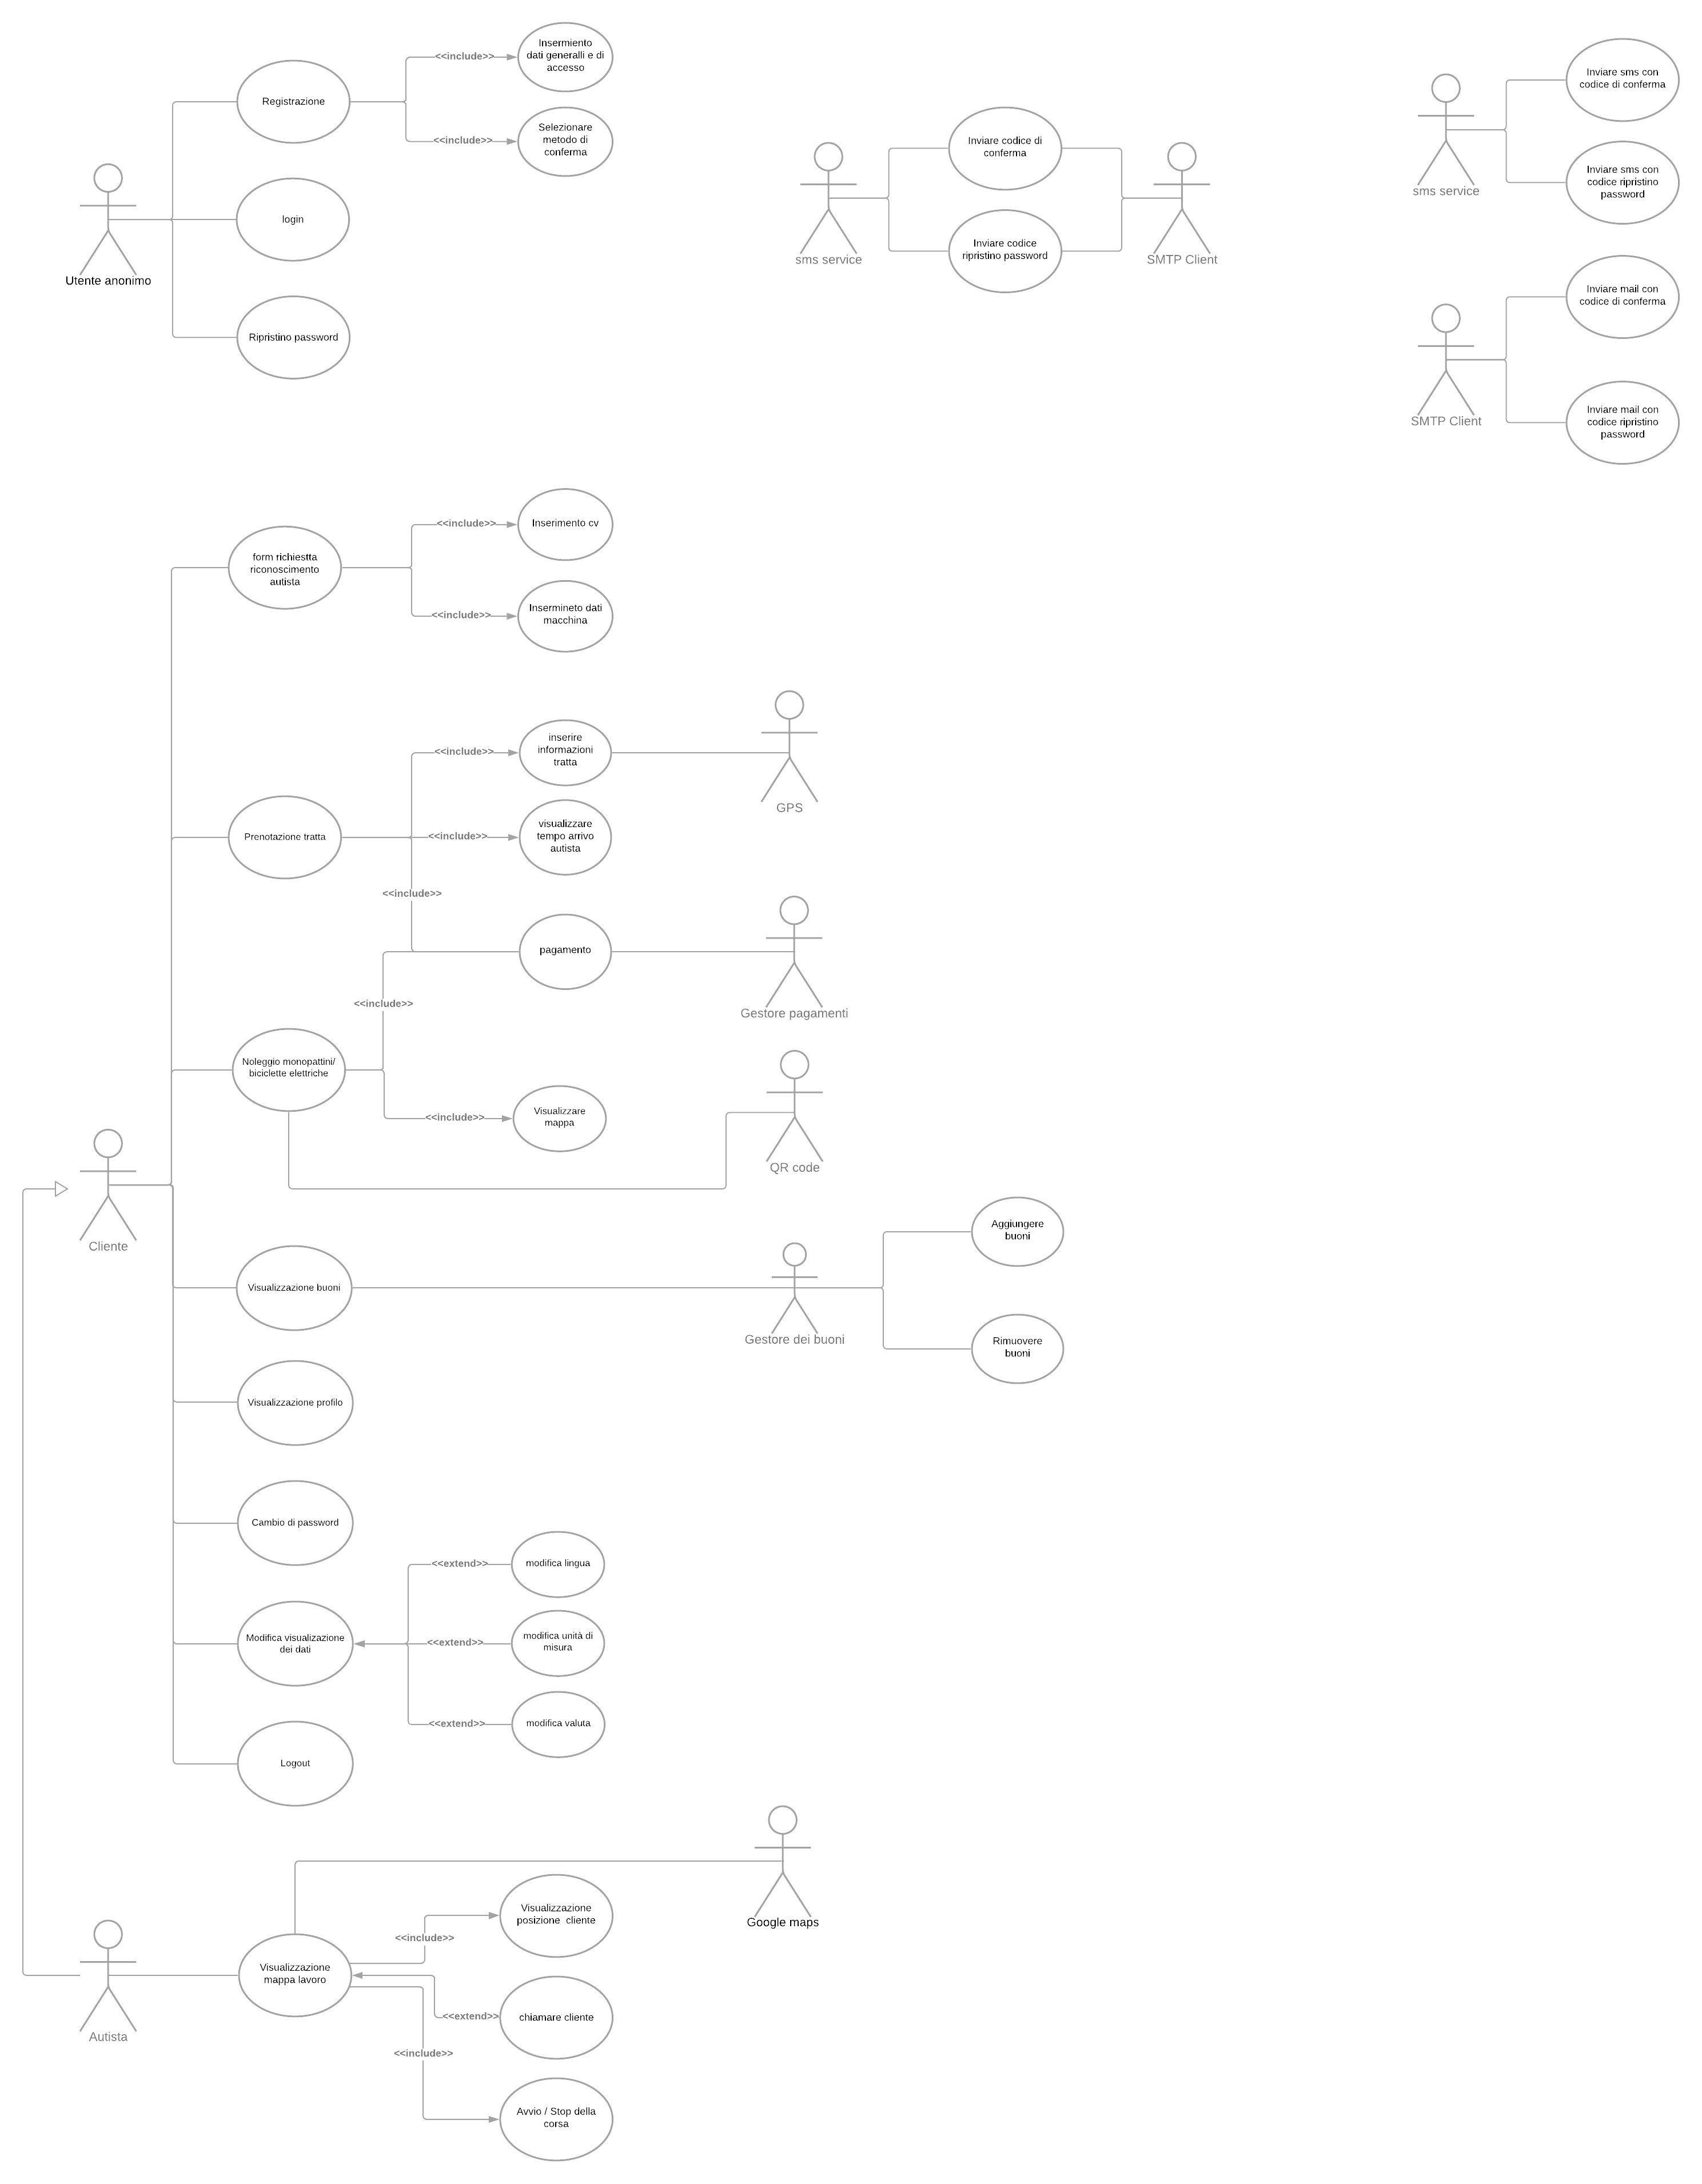 <<include>>
Insermiento
dati generalli e di
accesso
Registrazione
<<include>>
Selezionare
metodo di
conferma
login
Utente anonimo
Ripristino password
Inviare codice di
conferma
Inviare codice
ripristino password
sms service
SMTP Client
Inviare sms con
codice di conferma
Inviare sms con
codice ripristino
password
sms service
Inviare mail con
codice di conferma
SMTP Client
Inviare mail con
codice ripristino
password
<<include>>
Inserimento cv
form richiestta
riconoscimento
autista
<<include>>
Insermineto dati
macchina
<<include>>
inserire
informazioni
tratta
GPS
Prenotazione tratta
<<include>>
visualizzare
tempo arrivo
autista
<<include>>
pagamento
Gestore pagamenti
<<include>>
Noleggio monopattini/
biciclette elettriche
<<include>>
Visualizzare
mappa
QR code
Cliente
Visualizzazione buoni
Gestore dei buoni
Aggiungere
buoni
Rimuovere
buoni
Visualizzazione profilo
Cambio di password
<<extend>>
modifica lingua
Modifica visualizazione
dei dati
<<extend>>
modifica unità di
misura
<<extend>>
modifica valuta
Logout
Google maps
Visualizzazione
posizione  cliente
<<include>>
Visualizzazione
mappa lavoro
<<extend>>
chiamare cliente
Autista
<<include>>
Avvio / Stop della
corsa